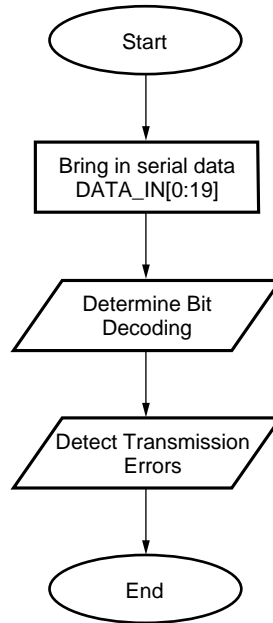 Start
Bring in serial data
DATA_IN[0:19]
Determine Bit
Decoding
Detect Transmission
Errors
End